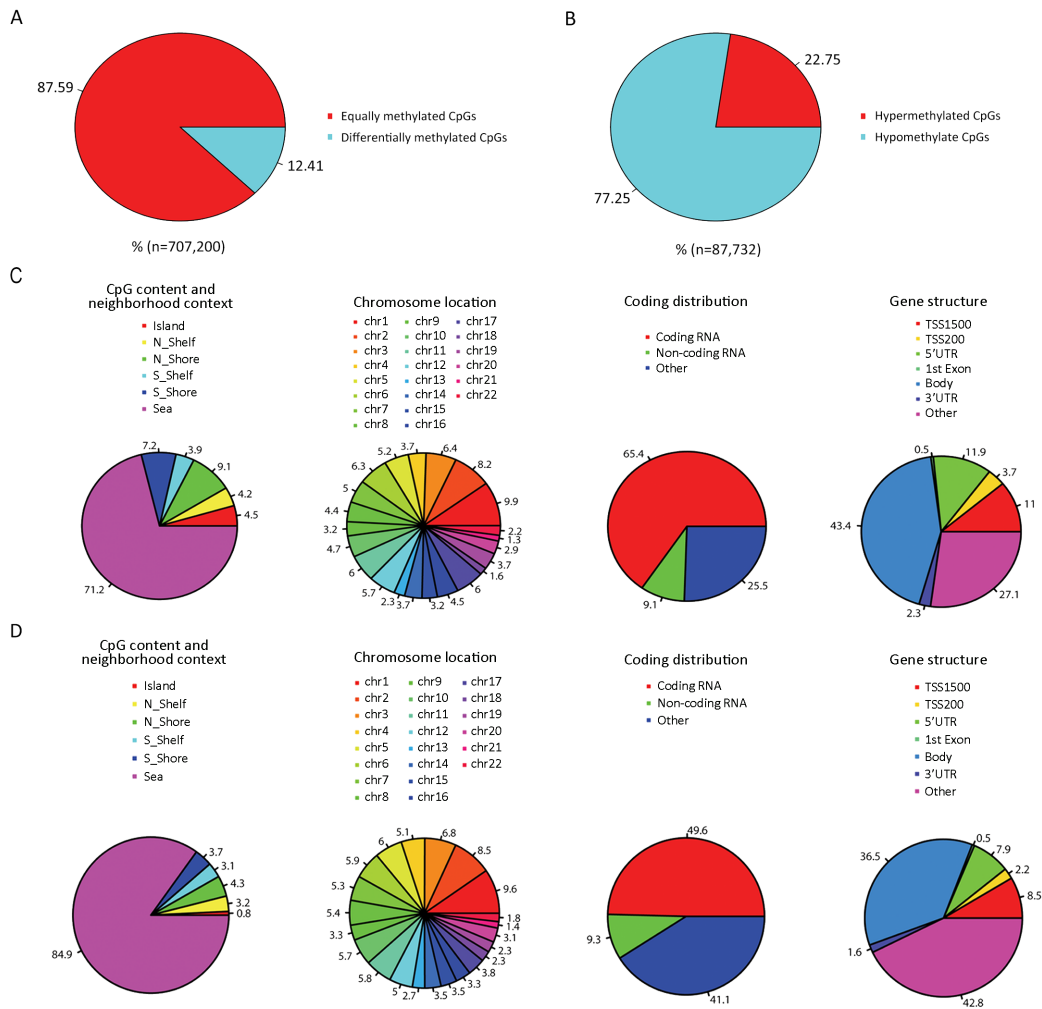 A
B
87.59
12.41
Equally methylated CpGs
Differentially methylated CpGs
% (n=707,200)
22.75
77.25
Hypermethylated CpGs
Hypomethylate CpGs
% (n=87,732)
C
CpG content and
neighborhood context
Island
N_Shelf
N_Shore
S_Shelf
S_Shore
Sea
7.2
3.9
9.1
4.2
4.5
71.2
Chromosome location
chr1
chr2
chr3
chr4
chr5
chr6
chr7
chr8
chr9
chr10
chr11
chr12
chr13
chr14
chr15
chr16
chr17
chr18
chr19
chr20
chr21
chr22
9.9
8.2
6.4
3.7
5.2
6.3
5
4.4
3.2
4.7
6
5.7
2.3
3.7
3.2
4.5
6
1.6
3.7
2.9
1.3
2.2
Coding distribution
Coding RNA
Non-coding RNA
Other
65.4
9.1
25.5
Gene structure
TSS1500
TSS200
5'UTR
1st Exon
Body
3'UTR
Other
0.5
11.9
3.7
11
43.4
2.3
27.1
D
CpG content and
neighborhood context
Island
N_Shelf
N_Shore
S_Shelf
S_Shore
Sea
3.7
3.1
4.3
3.2
0.8
84.9
Chromosome location
chr1
chr2
chr3
chr4
chr5
chr6
chr7
chr8
chr9
chr10
chr11
chr12
chr13
chr14
chr15
chr16
chr17
chr18
chr19
chr20
chr21
chr22
9.6
8.5
6.8
5.1
6
5.9
5.3
5.4
3.3
5.7
5.8
5
2.7
3.5
3.5
3.3
3.8
2.3
2.3
3.1
1.4
1.8
Coding distribution
Coding RNA
Non-coding RNA
Other
49.6
9.3
41.1
Gene structure
TSS1500
TSS200
5'UTR
1st Exon
Body
3'UTR
Other
0.5
7.9
2.2
8.5
36.5
1.6
42.8